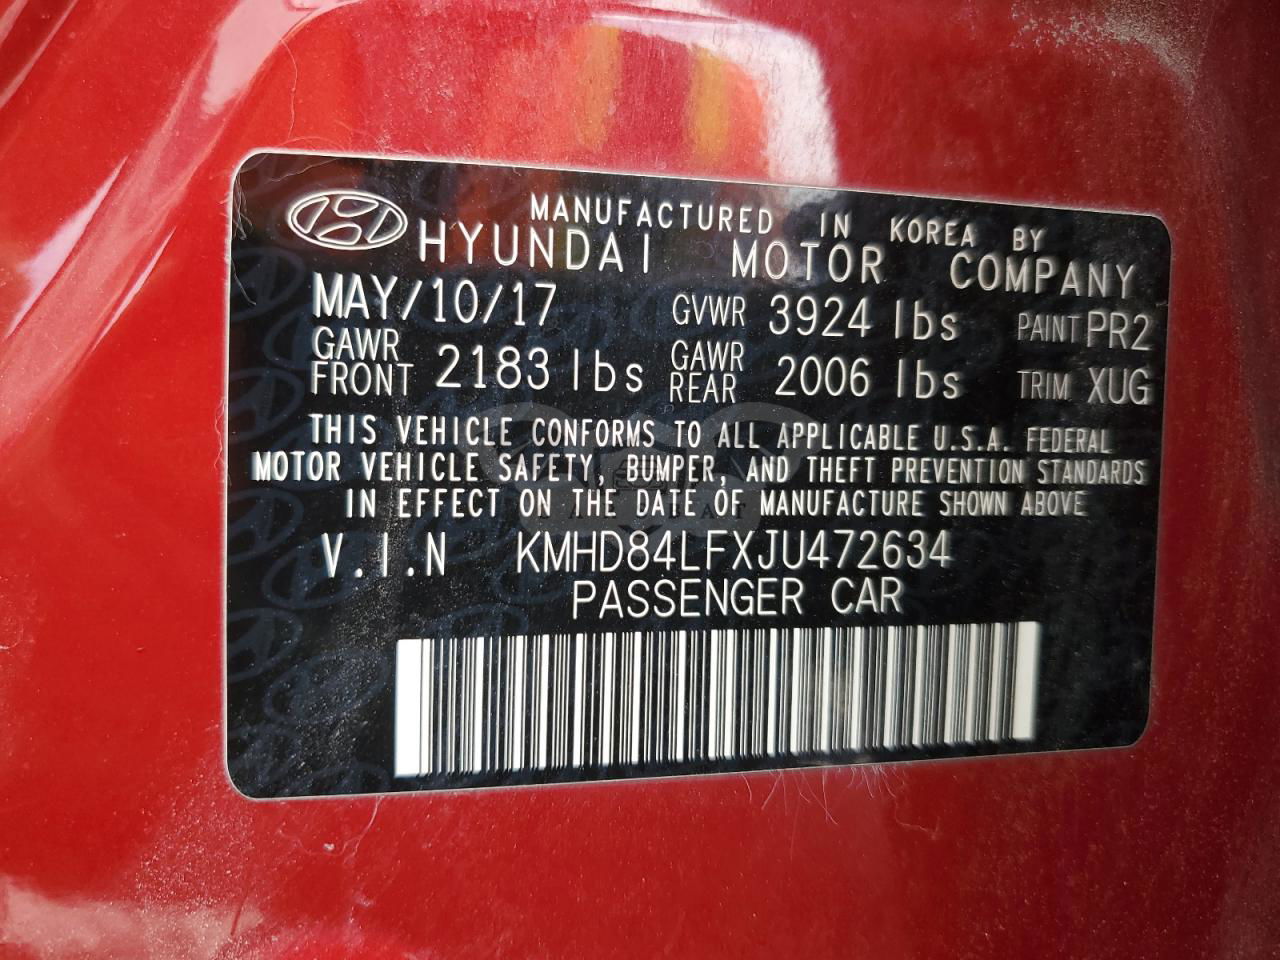 MANUFACTURED IN KOREA BY
HYUNDAI MOTOR COMPANY
MAY/10/17 GVWR 3924 lbs PAINT PR2
GAWR FRONT 2183 lbs GAWR REAR 2006 lbs TRIM XUG
THIS VEHICLE CONFORMS TO ALL APPLICABLE U.S.A. FEDERAL
MOTOR VEHICLE SAFETY, BUMPER, AND THEFT PREVENTION STANDARDS
IN EFFECT ON THE DATE OF MANUFACTURE SHOWN ABOVE
V.I.N KMHD84LFXJU472634
PASSENGER CAR